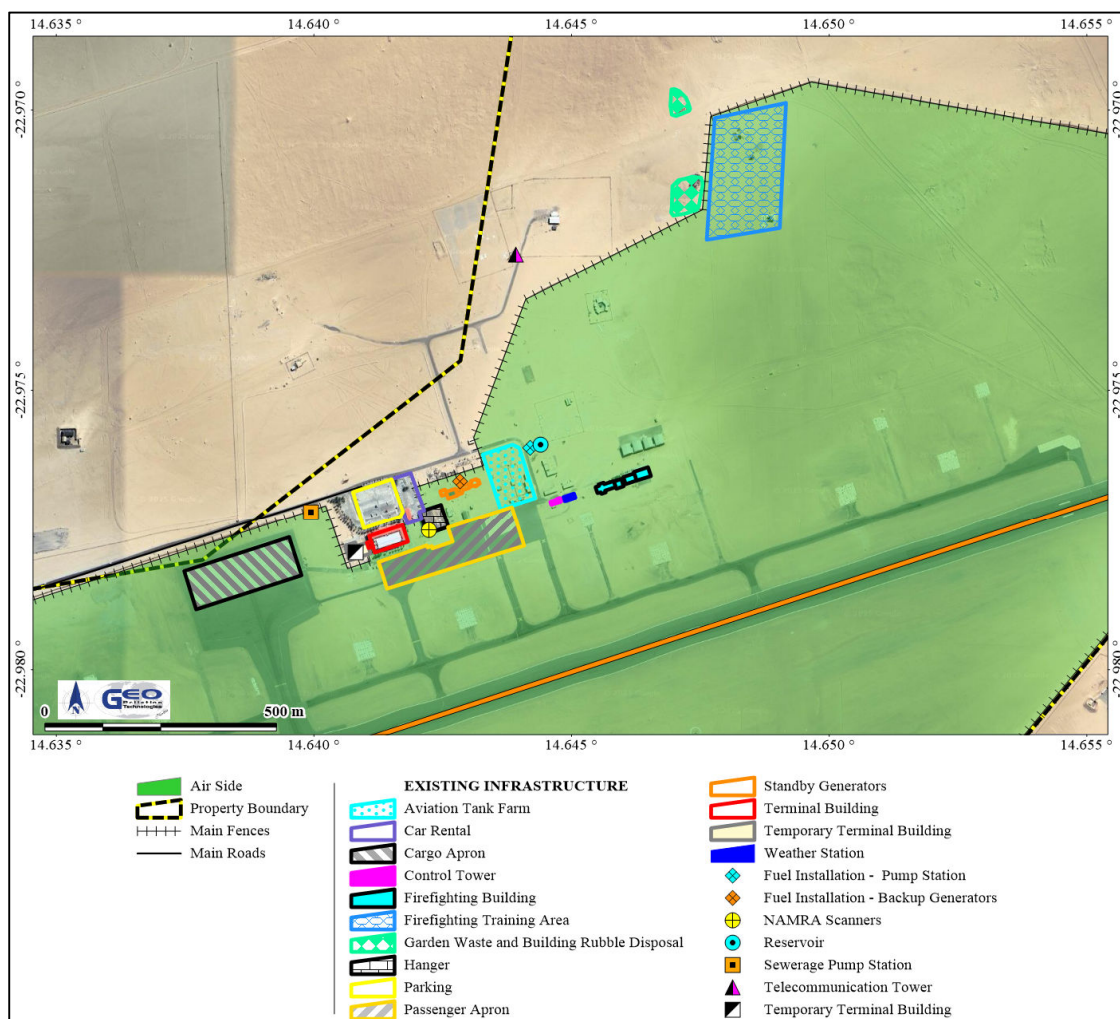 14.635 °
14.640 °
14.645 °
14.650 °
14.655 °
-22.970 °
-22.970 °
-22.975 °
-22.975 °
-22.980 °
-22.980 °
N
GEO
Technologies
0
500 m
14.635 °
14.640 °
14.645 °
14.650 °
14.655 °
Air Side
Property Boundary
Main Fences
Main Roads
EXISTING INFRASTRUCTURE
Aviation Tank Farm
Car Rental
Cargo Apron
Control Tower
Firefighting Building
Firefighting Training Area
Garden Waste and Building Rubble Disposal
Hanger
Parking
Passenger Apron
Standby Generators
Terminal Building
Temporary Terminal Building
Weather Station
Fuel Installation - Pump Station
Fuel Installation - Backup Generators
NAMRA Scanners
Reservoir
Sewerage Pump Station
Telecommunication Tower
Temporary Terminal Building